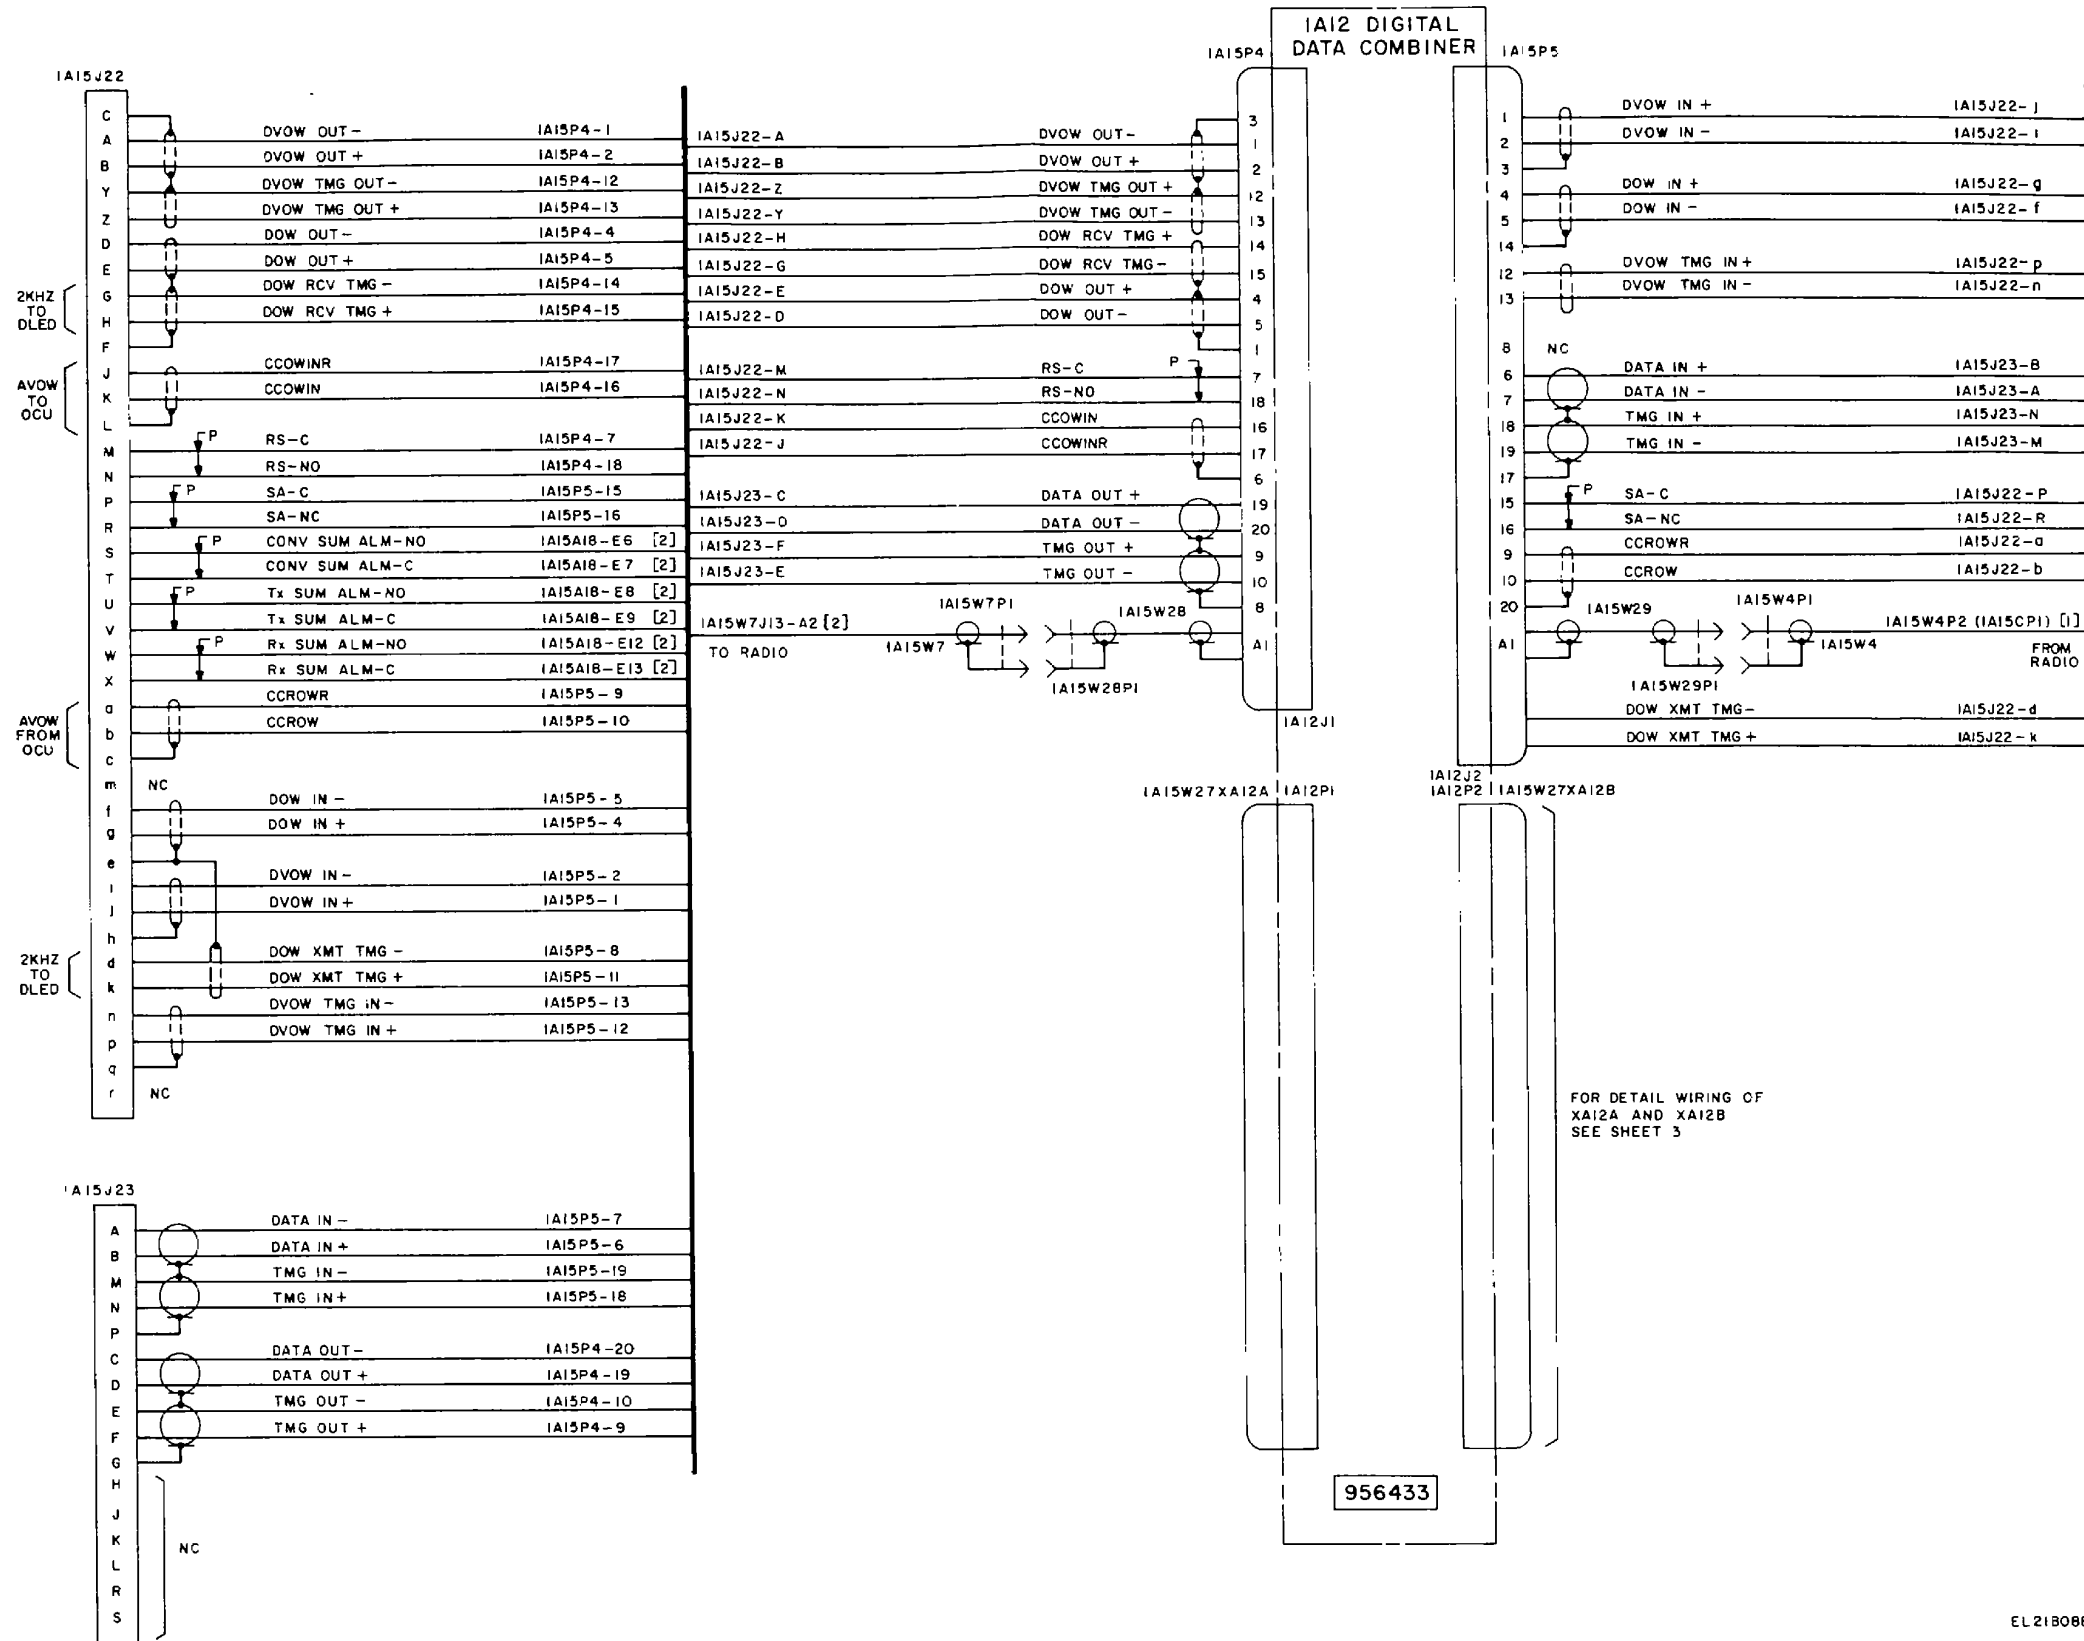 1A12 DIGITAL
DATA COMBINER
1A15J22
C
A DVOW OUT- 1A15P4-1
B DVOW OUT+ 1A15P4-2
Y DVOW TMG OUT- 1A15P4-12
Z DVOW TMG OUT+ 1A15P4-13
D DOW OUT- 1A15P4-4
E DOW OUT+ 1A15P4-5
2KHZ
TO
DLED
G DOW RCV TMG- 1A15P4-14
H DOW RCV TMG+ 1A15P4-15
F
AVOW
TO
OCU
J CCOWINR 1A15P4-17
K CCOWIN 1A15P4-16
L
P
M RS-C 1A15P4-7
N RS-NO 1A15P4-18
P
P SA-C 1A15P5-15
R SA-NC 1A15P5-16
P
S CONV SUM ALM-NO 1A15A18-E6 [2]
T CONV SUM ALM-C 1A15A18-E7 [2]
P
U Tx SUM ALM-NO 1A15A18-E8 [2]
V Tx SUM ALM-C 1A15A18-E9 [2]
P
W Rx SUM ALM-NO 1A15A18-E12 [2]
X Rx SUM ALM-C 1A15A18-E13 [2]
AVOW
FROM
OCU
a CCROWR 1A15P5-9
b CCROW 1A15P5-10
c
m NC
f DOW IN- 1A15P5-5
g DOW IN+ 1A15P5-4
e
i DVOW IN- 1A15P5-2
j DVOW IN+ 1A15P5-1
h
2KHZ
TO
DLED
d DOW XMT TMG- 1A15P5-8
k DOW XMT TMG+ 1A15P5-11
n DVOW TMG IN- 1A15P5-13
p DVOW TMG IN+ 1A15P5-12
q
r NC
1A15J23
A DATA IN- 1A15P5-7
B DATA IN+ 1A15P5-6
M TMG IN- 1A15P5-19
N TMG IN+ 1A15P5-18
P
C DATA OUT- 1A15P4-20
D DATA OUT+ 1A15P4-19
E TMG OUT- 1A15P4-10
F TMG OUT+ 1A15P4-9
G
H
J
K
L
R
S
NC
1A15P4
3
1A15J22-A DVOW OUT- 1
1A15J22-B DVOW OUT+ 2
1A15J22-Z DVOW TMG OUT+ 12
1A15J22-Y DVOW TMG OUT- 13
1A15J22-H DOW RCV TMG+ 14
1A15J22-G DOW RCV TMG- 15
1A15J22-E DOW OUT+ 4
1A15J22-D DOW OUT- 5
1
1A15J22-M RS-C P 7
1A15J22-N RS-NO 18
1A15J22-K CCOWIN 16
1A15J22-J CCOWINR 17
6
1A15J23-C DATA OUT+ 19
1A15J23-D DATA OUT- 20
1A15J23-F TMG OUT+ 9
1A15J23-E TMG OUT- 10
8
1A15W7J13-A2 [2]
TO RADIO
1A15W7
1A15W7P1
1A15W28
1A15W28P1
A1
1A12J1
1A15W27XA12A 1A12P1
1A15P5
1 DVOW IN+ 1A15J22-j
2 DVOW IN- 1A15J22-i
3
4 DOW IN+ 1A15J22-g
5 DOW IN- 1A15J22-f
14
12 DVOW TMG IN+ 1A15J22-p
13 DVOW TMG IN- 1A15J22-n
8 NC
6 DATA IN+ 1A15J23-B
7 DATA IN- 1A15J23-A
18 TMG IN+ 1A15J23-N
19 TMG IN- 1A15J23-M
17
P
15 SA-C 1A15J22-P
16 SA-NC 1A15J22-R
9 CCROWR 1A15J22-a
10 CCROW 1A15J22-b
20
A1
1A15W29
1A15W4P1
1A15W4
1A15W29P1
1A15W4P2 (1A15CP1) [1]
FROM
RADIO
DOW XMT TMG- 1A15J22-d
DOW XMT TMG+ 1A15J22-k
1A12J2
1A12P2 1A15W27XA12B
FOR DETAIL WIRING OF
XA12A AND XA12B
SEE SHEET 3
956433